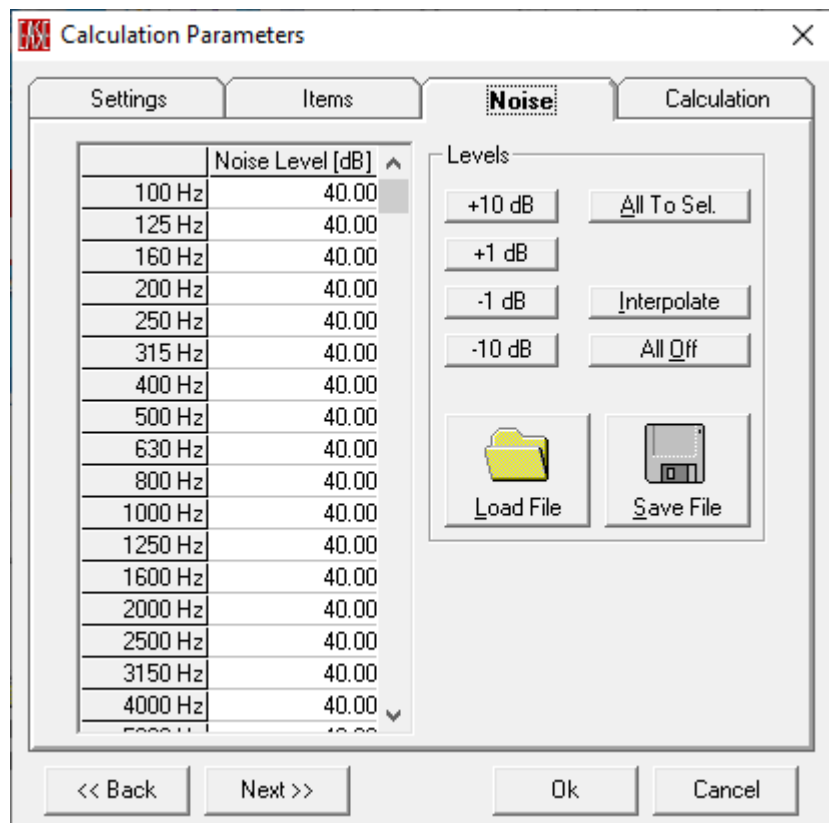 EASE Calculation Parameters
Settings Items Noise Calculation
Noise Level [dB]
100 Hz 40.00
125 Hz 40.00
160 Hz 40.00
200 Hz 40.00
250 Hz 40.00
315 Hz 40.00
400 Hz 40.00
500 Hz 40.00
630 Hz 40.00
800 Hz 40.00
1000 Hz 40.00
1250 Hz 40.00
1600 Hz 40.00
2000 Hz 40.00
2500 Hz 40.00
3150 Hz 40.00
4000 Hz 40.00
Levels
+10 dB All To Sel.
+1 dB
-1 dB Interpolate
-10 dB All Off
Load File Save File
<< Back Next >> Ok Cancel